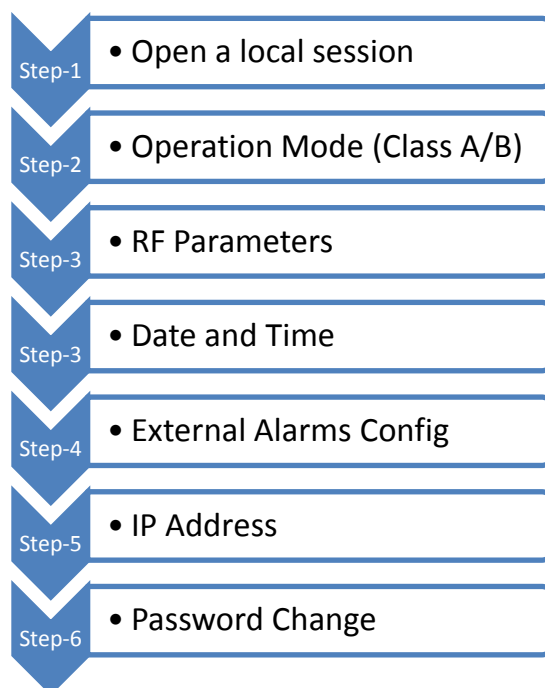 Step-1 • Open a local session
Step-2 • Operation Mode (Class A/B)
Step-3 • RF Parameters
Step-3 • Date and Time
Step-4 • External Alarms Config
Step-5 • IP Address
Step-6 • Password Change